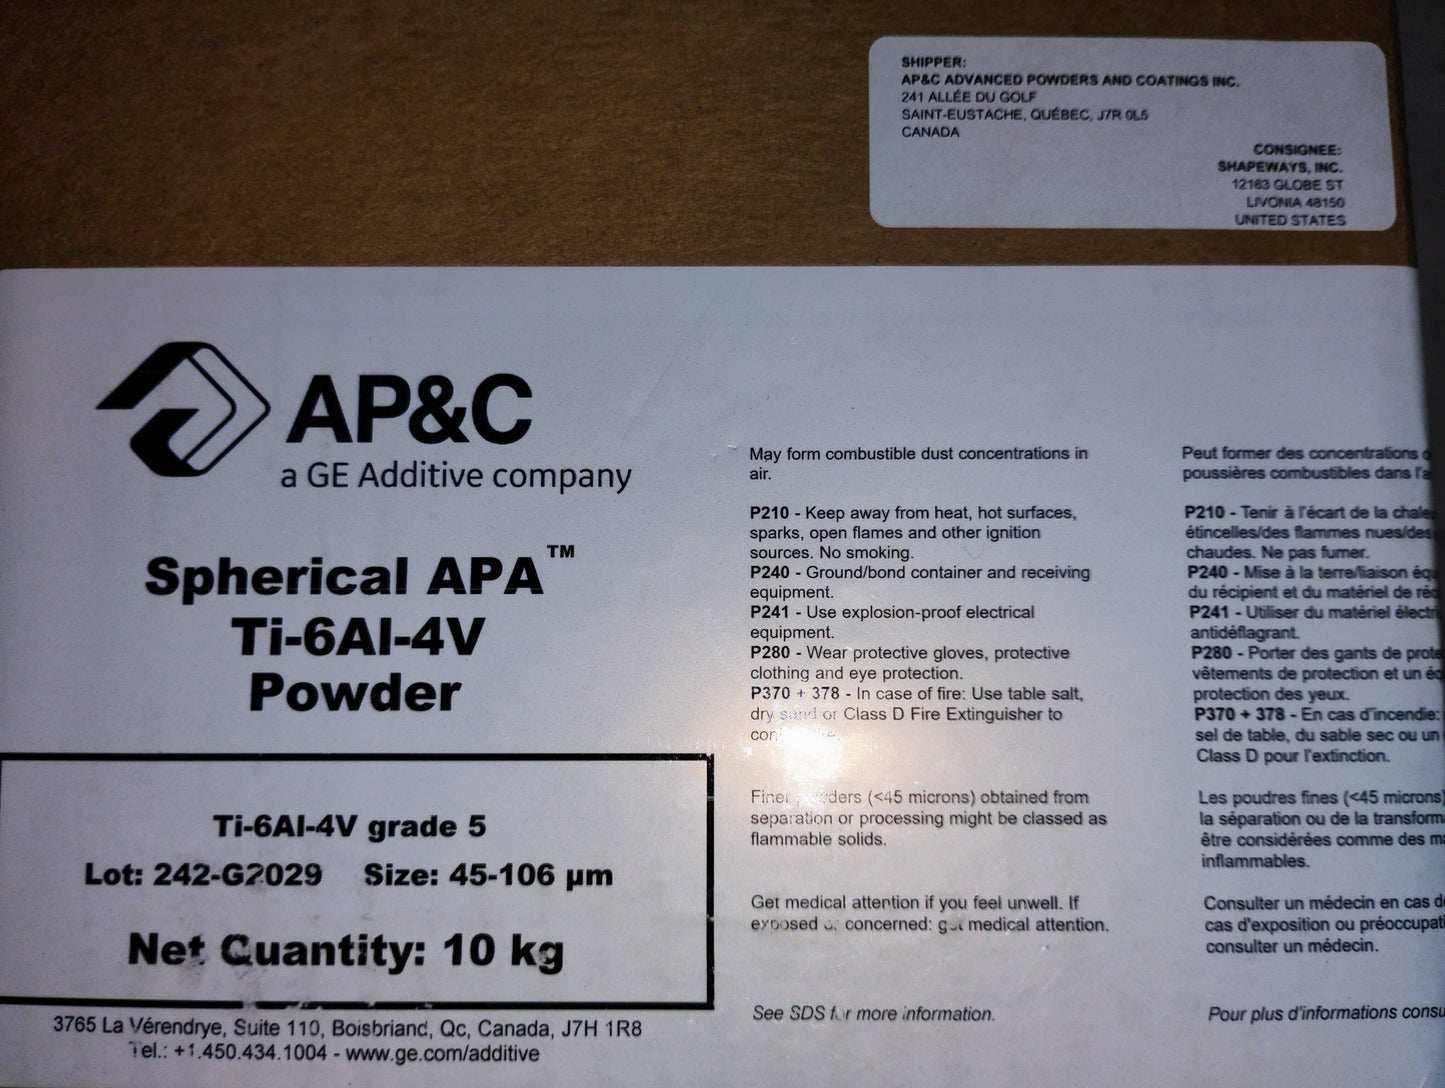 SHIPPER:
AP&C ADVANCED POWDERS AND COATINGS INC.
241 ALLÉE DU GOLF
SAINT-EUSTACHE, QUÉBEC, J7R 0L5
CANADA
CONSIGNEE:
SHAPEWAYS, INC.
12163 GLOBE ST
LIVONIA 48150
UNITED STATES
AP&C
a GE Additive company
Spherical APA™
Ti-6Al-4V
Powder
Ti-6Al-4V grade 5
Lot: 242-G2029 Size: 45-106 µm
Net Quantity: 10 kg
3765 La Vérendrye, Suite 110, Boisbriand, Qc, Canada, J7H 1R8
Tel.: +1.450.434.1004 - www.ge.com/additive
May form combustible dust concentrations in
air.
P210 - Keep away from heat, hot surfaces,
sparks, open flames and other ignition
sources. No smoking.
P240 - Ground/bond container and receiving
equipment.
P241 - Use explosion-proof electrical
equipment.
P280 - Wear protective gloves, protective
clothing and eye protection.
P370 + 378 - In case of fire: Use table salt,
dry sand or Class D Fire Extinguisher to
Finer powders (<45 microns) obtained from
separation or processing might be classed as
flammable solids.
Get medical attention if you feel unwell. If
exposed or concerned: get medical attention.
See SDS for more information.
Peut former des concentrations
poussières combustibles dans
P210 - Tenir à l'écart de la
étincelles/des flammes nues/des
chaudes. Ne pas fumer.
P240 - Mise à la terre/liaison
du récipient et du matériel de
P241 - Utiliser du matériel
antidéflagrant.
P280 - Porter des gants de
vêtements de protection et un
protection des yeux.
P370 + 378 - En cas d'incendie:
sel de table, du sable sec ou un
Class D pour l'extinction.
Les poudres fines (<45 microns)
la séparation ou de la
être considérées comme des
inflammables.
Consulter un médecin en cas
cas d'exposition ou
consulter un médecin.
Pour plus d'informations